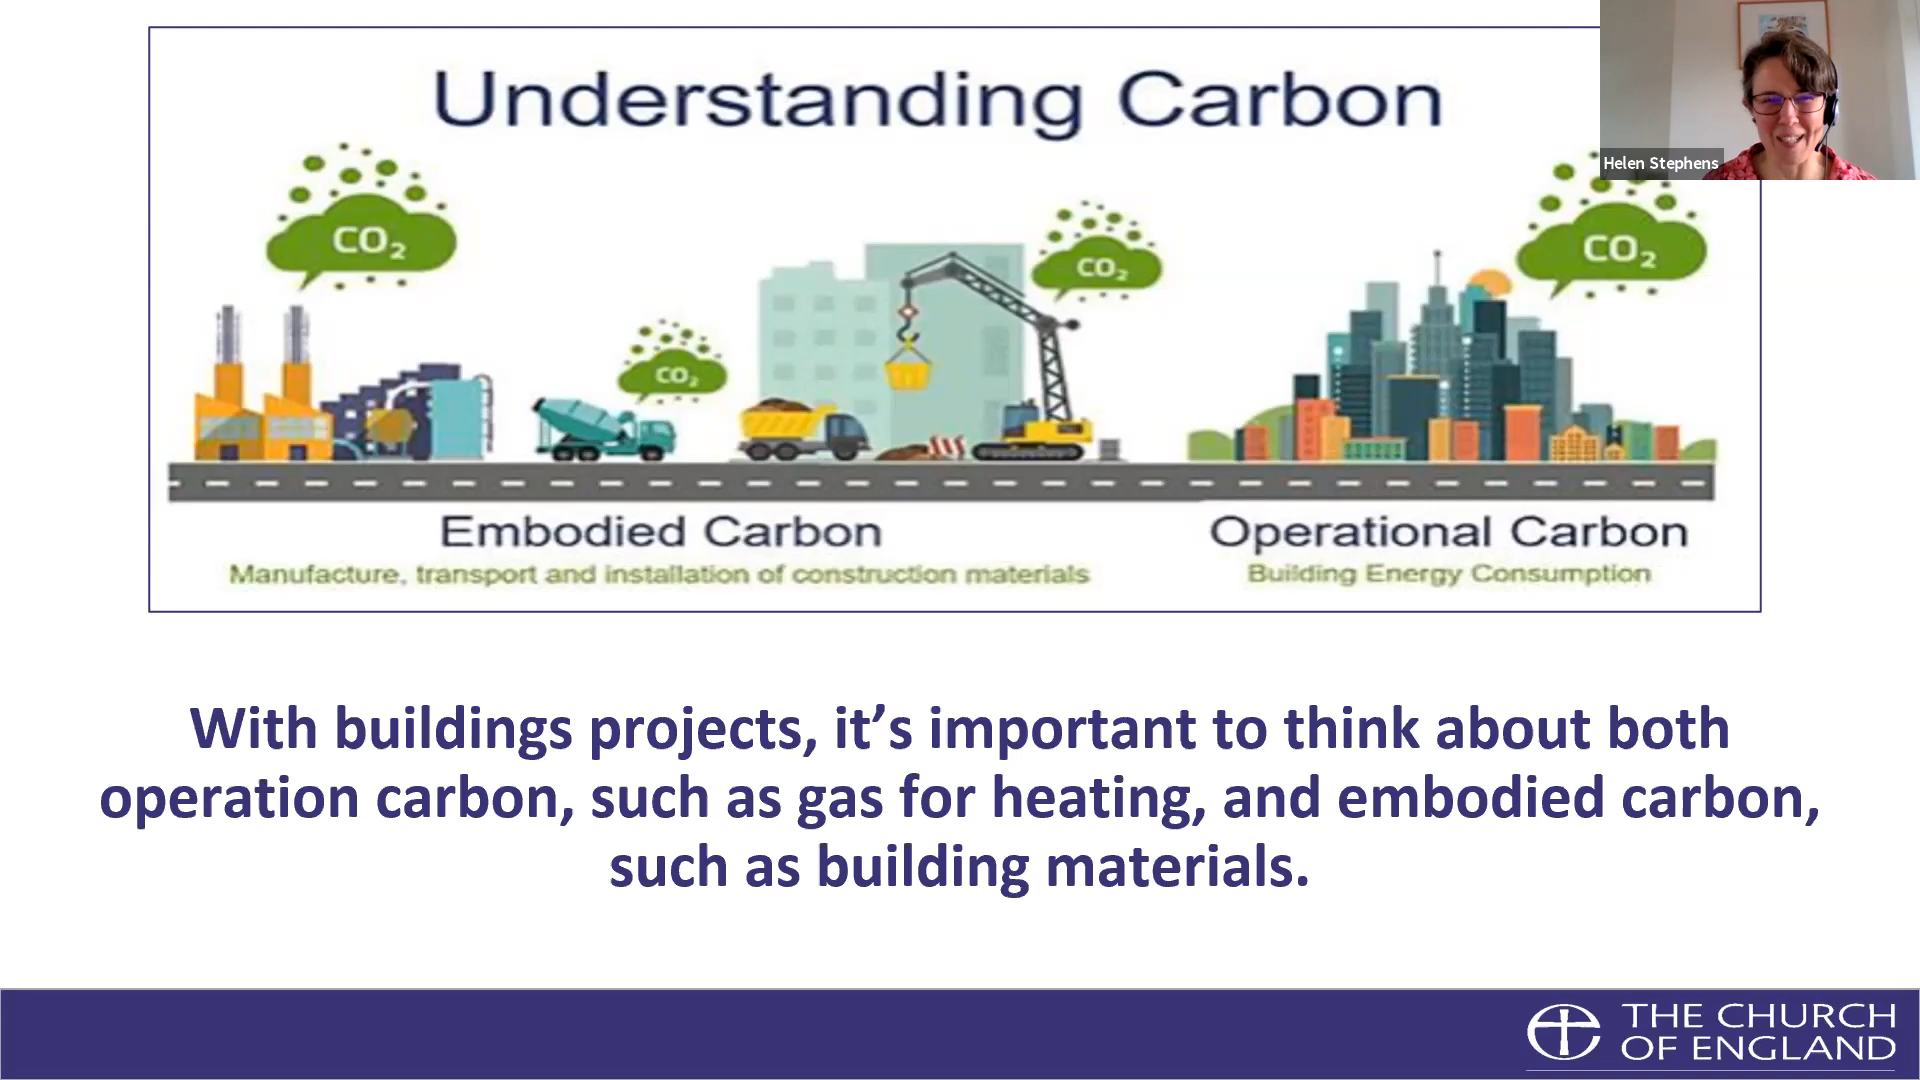 Understanding Carbon
Helen Stephens
CO₂
CO₂
CO₂
CO₂
Embodied Carbon
Manufacture, transport and installation of construction materials
Operational Carbon
Building Energy Consumption
With buildings projects, it’s important to think about both
operation carbon, such as gas for heating, and embodied carbon,
such as building materials.
THE CHURCH
OF ENGLAND